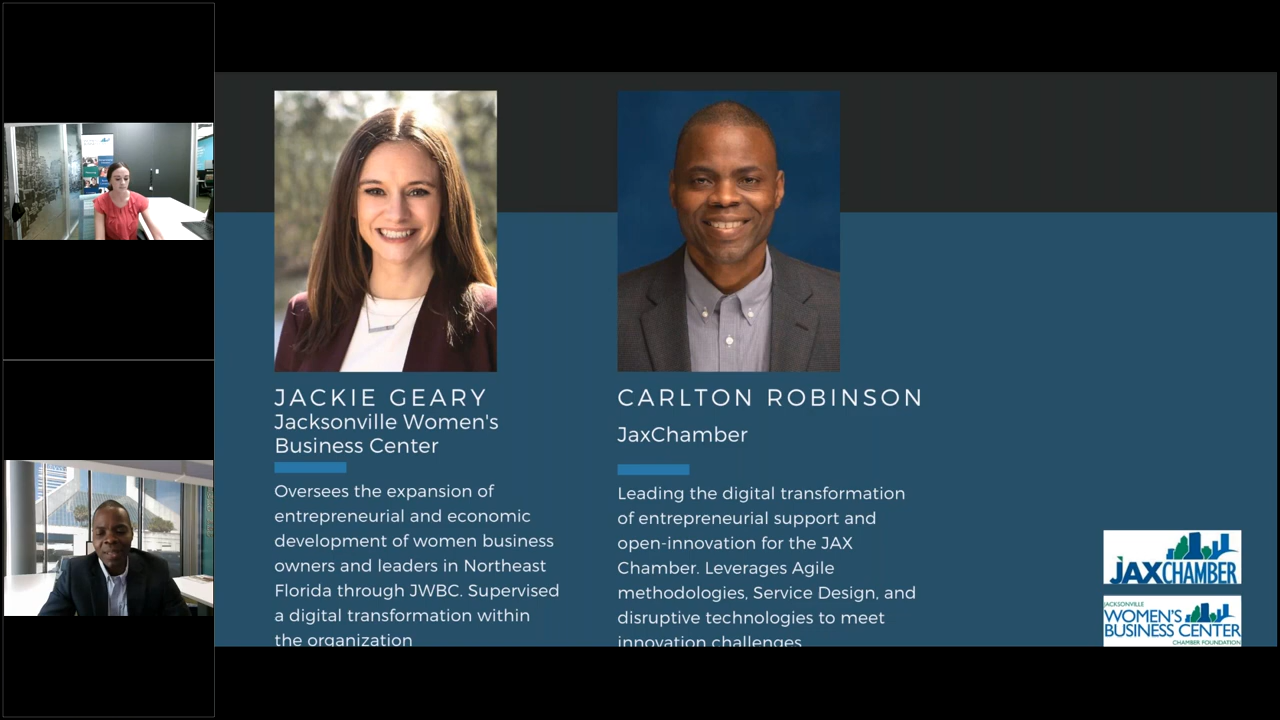 JACKIE GEARY
Jacksonville Women's
Business Center
Oversees the expansion of
entrepreneurial and economic
development of women business
owners and leaders in Northeast
Florida through JWBC. Supervised
a digital transformation within
the organization
CARLTON ROBINSON
JaxChamber
Leading the digital transformation
of entrepreneurial support and
open-innovation for the JAX
Chamber. Leverages Agile
methodologies, Service Design, and
disruptive technologies to meet
innovation challenges
JAXCHAMBER
JACKSONVILLE
WOMEN'S
BUSINESS CENTER
CHAMBER FOUNDATION